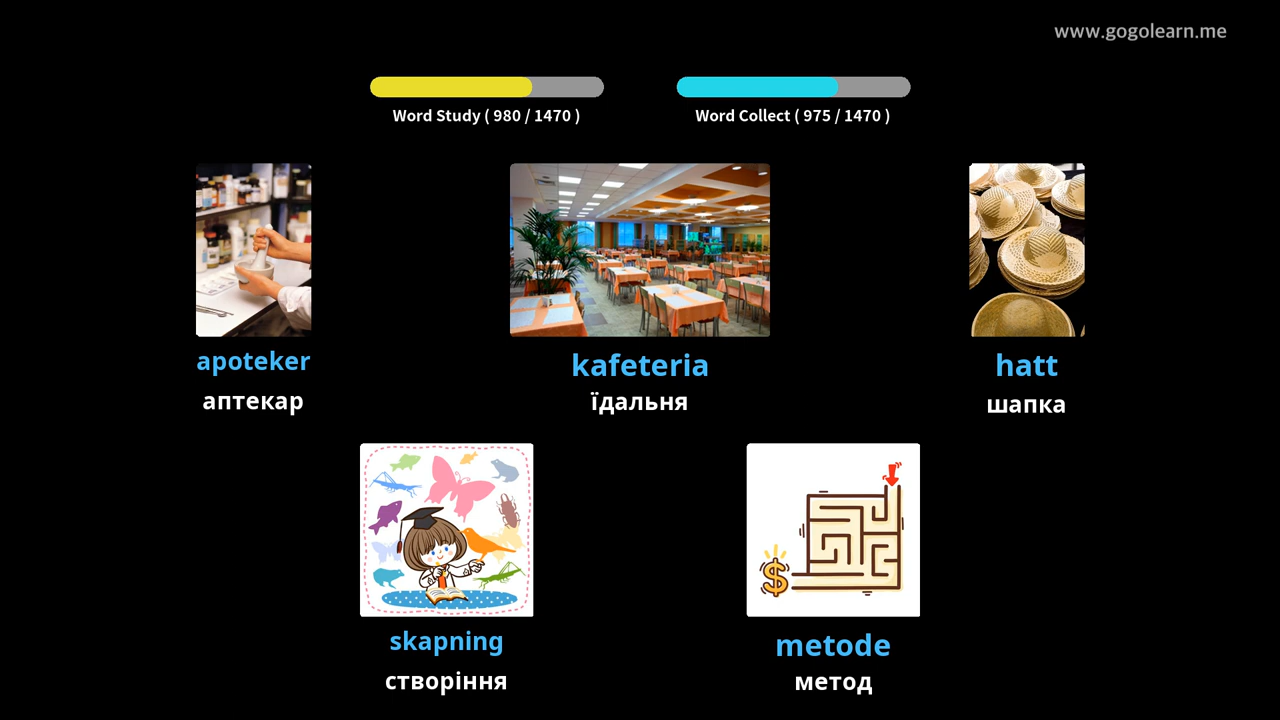 www.gogolearn.me
Word Study ( 980 / 1470 )
Word Collect ( 975 / 1470 )
apoteker
аптекар
kafeteria
їдальня
hatt
шапка
skapning
створіння
metode
метод